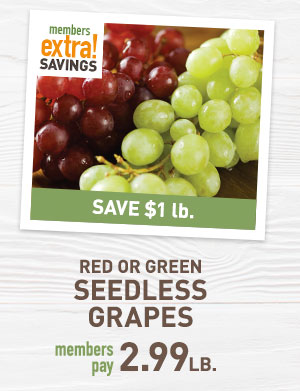 members
extra!
SAVINGS
SAVE $1 lb.
RED OR GREEN
SEEDLESS
GRAPES
members
pay 2.99LB.